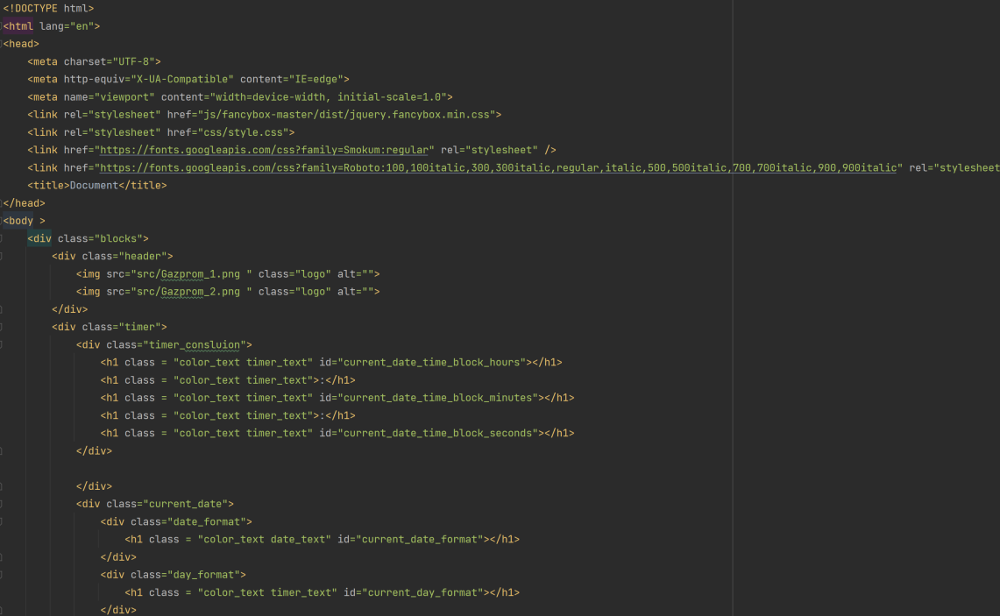 <!DOCTYPE html>
<html lang="en">
<head>
    <meta charset="UTF-8">
    <meta http-equiv="X-UA-Compatible" content="IE=edge">
    <meta name="viewport" content="width=device-width, initial-scale=1.0">
    <link rel="stylesheet" href="js/fancybox-master/dist/jquery.fancybox.min.css">
    <link rel="stylesheet" href="css/style.css">
    <link href="https://fonts.googleapis.com/css?family=Smokum:regular" rel="stylesheet" />
    <link href="https://fonts.googleapis.com/css?family=Roboto:100,100italic,300,300italic,regular,italic,500,500italic,700,700italic,900,900italic" rel="stylesheet
    <title>Document</title>
</head>
<body >
    <div class="blocks">
        <div class="header">
            <img src="src/Gazprom_1.png " class="logo" alt="">
            <img src="src/Gazprom_2.png " class="logo" alt="">
        </div>
        <div class="timer">
            <div class="timer_consluion">
                <h1 class = "color_text timer_text" id="current_date_time_block_hours"></h1>
                <h1 class = "color_text timer_text">:</h1>
                <h1 class = "color_text timer_text" id="current_date_time_block_minutes"></h1>
                <h1 class = "color_text timer_text">:</h1>
                <h1 class = "color_text timer_text" id="current_date_time_block_seconds"></h1>
            </div>

            </div>
            <div class="current_date">
                <div class="date_format">
                    <h1 class = "color_text date_text" id="current_date_format"></h1>
                </div>
                <div class="day_format">
                    <h1 class = "color_text timer_text" id="current_day_format"></h1>
                </div>